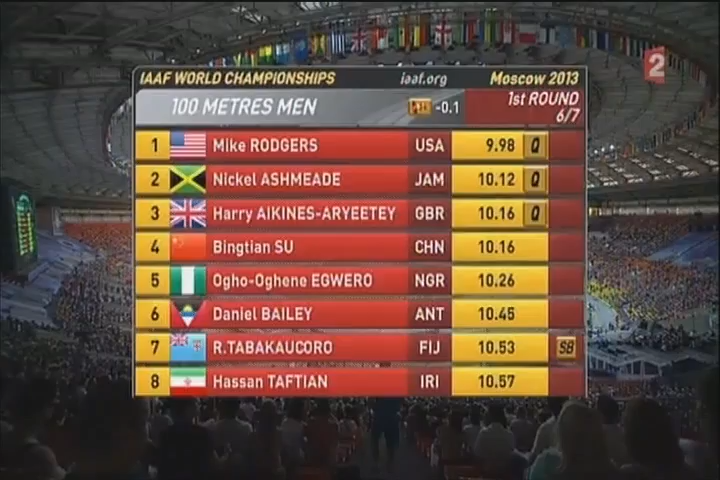 IAAF WORLD CHAMPIONSHIPS iaaf.org Moscow 2013
100 METRES MEN -0.1 1st ROUND
6/7
1 Mike RODGERS USA 9.98 Q
2 Nickel ASHMEADE JAM 10.12 Q
3 Harry AIKINES-ARYEETEY GBR 10.16 Q
4 Bingtian SU CHN 10.16
5 Ogho-Oghene EGWERO NGR 10.26
6 Daniel BAILEY ANT 10.45
7 R.TABAKAUCORO FIJ 10.53 SB
8 Hassan TAFTIAN IRI 10.57
2